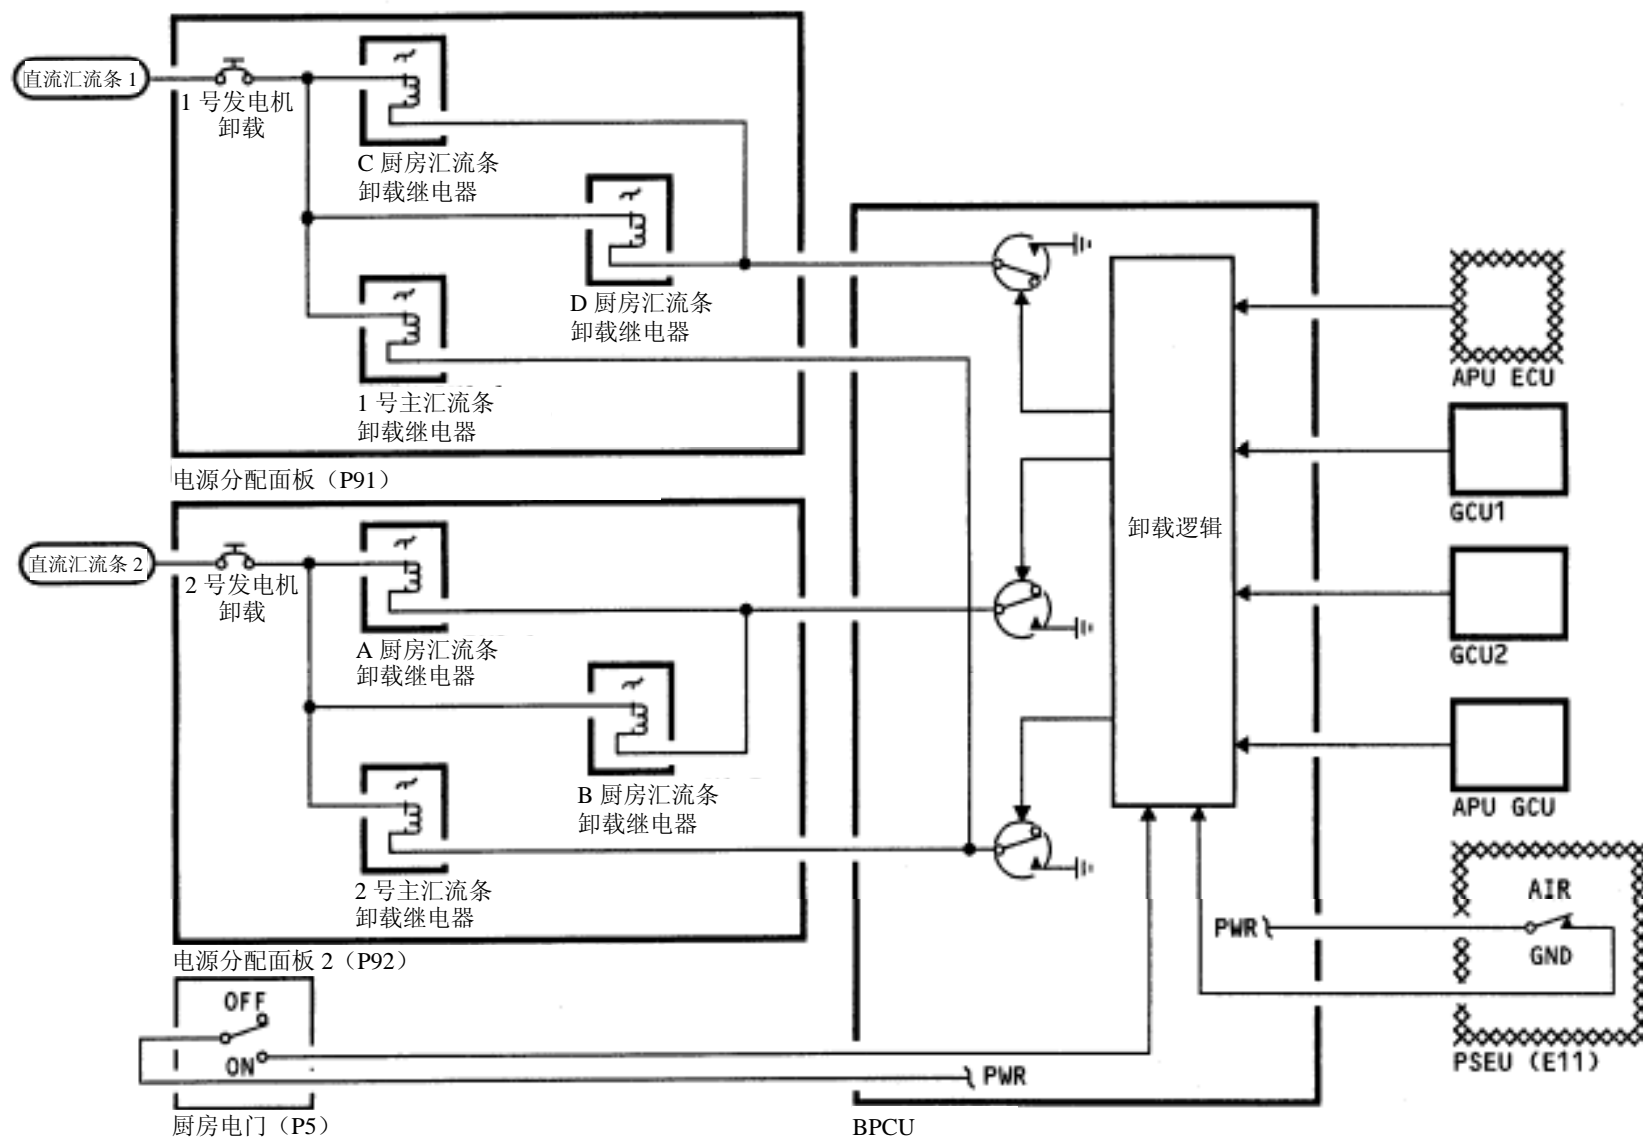 直流汇流条 1
1 号发电机
卸载
C 厨房汇流条
卸载继电器
D 厨房汇流条
卸载继电器
1 号主汇流条
卸载继电器
电源分配面板（P91）
直流汇流条 2
2 号发电机
卸载
A 厨房汇流条
卸载继电器
B 厨房汇流条
卸载继电器
2 号主汇流条
卸载继电器
电源分配面板 2（P92）
OFF
ON
厨房电门（P5）
PWR
BPCU
卸载逻辑
APU ECU
GCU1
GCU2
APU GCU
PWR
AIR
GND
PSEU (E11)